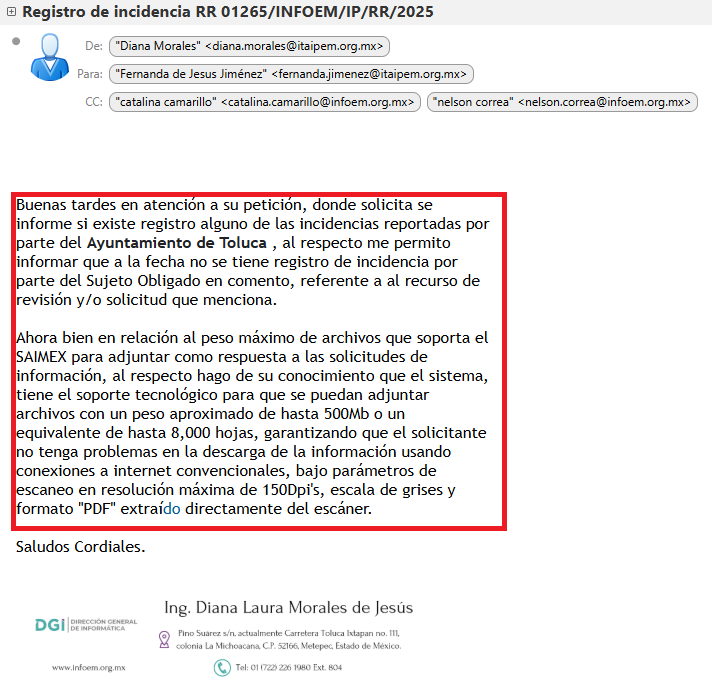 Registro de incidencia RR 01265/INFOEM/IP/RR/2025
De: "Diana Morales" <diana.morales@itaipem.org.mx>
Para: "Fernanda de Jesus Jiménez" <fernanda.jimenez@itaipem.org.mx>
CC: "catalina camarillo" <catalina.camarillo@infoem.org.mx> "nelson correa" <nelson.correa@infoem.org.mx>
Buenas tardes en atención a su petición, donde solicita se
informe si existe registro alguno de las incidencias reportadas por
parte del Ayuntamiento de Toluca , al respecto me permito
informar que a la fecha no se tiene registro de incidencia por
parte del Sujeto Obligado en comento, referente a al recurso de
revisión y/o solicitud que menciona.
Ahora bien en relación al peso máximo de archivos que soporta el
SAIMEX para adjuntar como respuesta a las solicitudes de
información, al respecto hago de su conocimiento que el sistema,
tiene el soporte tecnológico para que se puedan adjuntar
archivos con un peso aproximado de hasta 500Mb o un
equivalente de hasta 8,000 hojas, garantizando que el solicitante
no tenga problemas en la descarga de la información usando
conexiones a internet convencionales, bajo parámetros de
escaneo en resolución máxima de 150Dpi's, escala de grises y
formato "PDF" extraído directamente del escáner.
Saludos Cordiales.
Ing. Diana Laura Morales de Jesús
DGI DIRECCIÓN GENERAL
DE INFORMÁTICA
Pino Suárez s/n, actualmente Carretera Toluca Ixtapan no. 111,
colonia La Michoacana, C.P. 52166, Metepec, Estado de México.
www.infoem.org.mx
Tel: 01 (722) 226 1980 Ext. 804